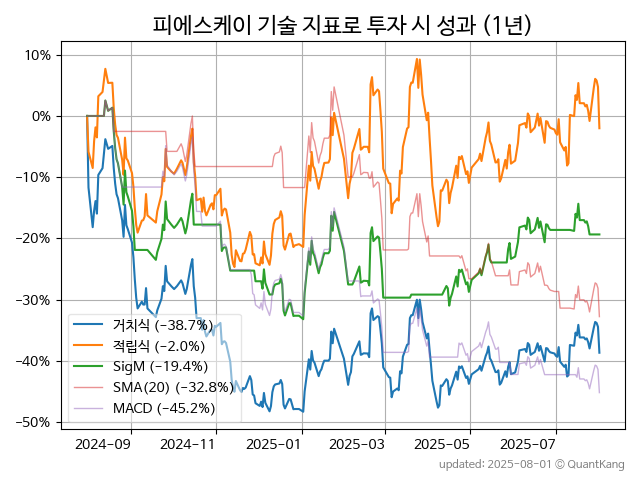 피에스케이 기술 지표로 투자 시 성과 (1년)
10%
0%
−10%
−20%
−30%
−40%
−50%
거치식 (−38.7%)
적립식 (−2.0%)
SigM (−19.4%)
SMA(20) (−32.8%)
MACD (−45.2%)
2024-09 2024-11 2025-01 2025-03 2025-05 2025-07
updated: 2025-08-01 © QuantKang